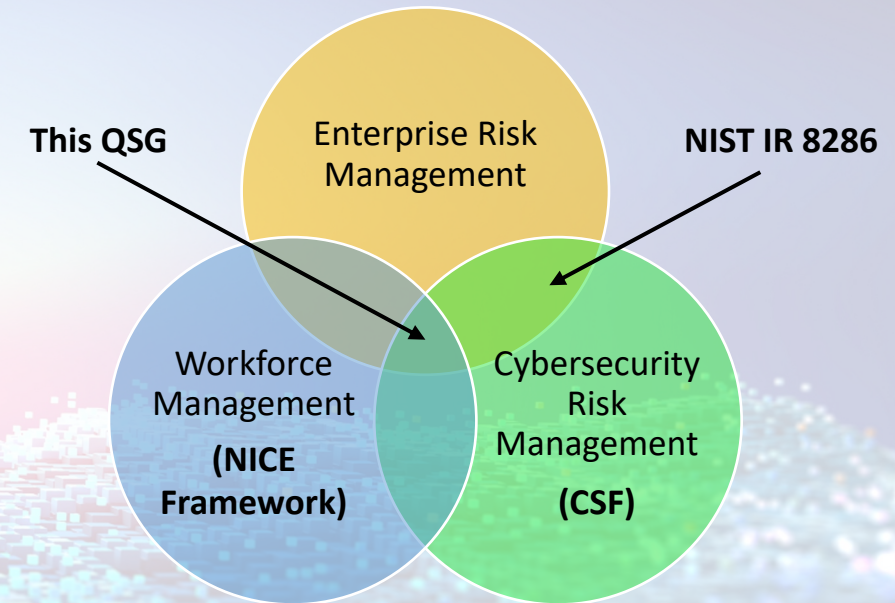 This QSG
Enterprise Risk
Management
NIST IR 8286
Workforce
Management
(NICE
Framework)
Cybersecurity
Risk
Management
(CSF)